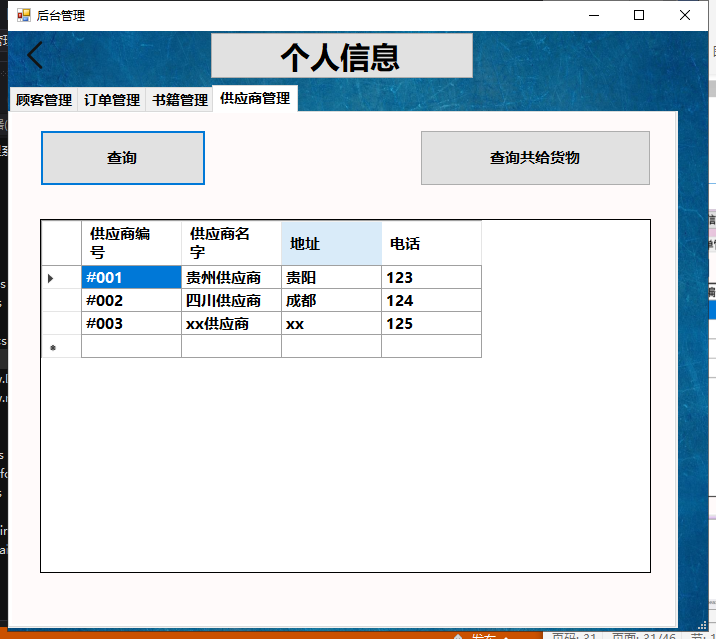 后台管理
个人信息
顾客管理 订单管理 书籍管理 供应商管理
查询 查询共给货物
供应商编号 供应商名字 地址 电话
#001 贵州供应商 贵阳 123
#002 四川供应商 成都 124
#003 xx供应商 xx 125